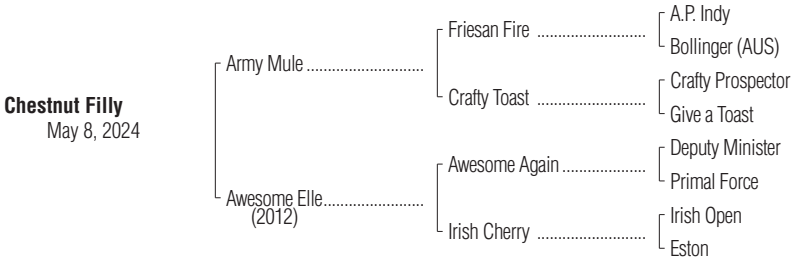 A.P. Indy
Friesan Fire ..........................
Bollinger (AUS)
Army Mule ...........................
Crafty Prospector
Crafty Toast ..........................
Give a Toast
Chestnut Filly
May 8, 2024
Deputy Minister
Awesome Again ....................
Primal Force
Awesome Elle.......................
(2012)
Irish Open
Irish Cherry ..........................
Eston